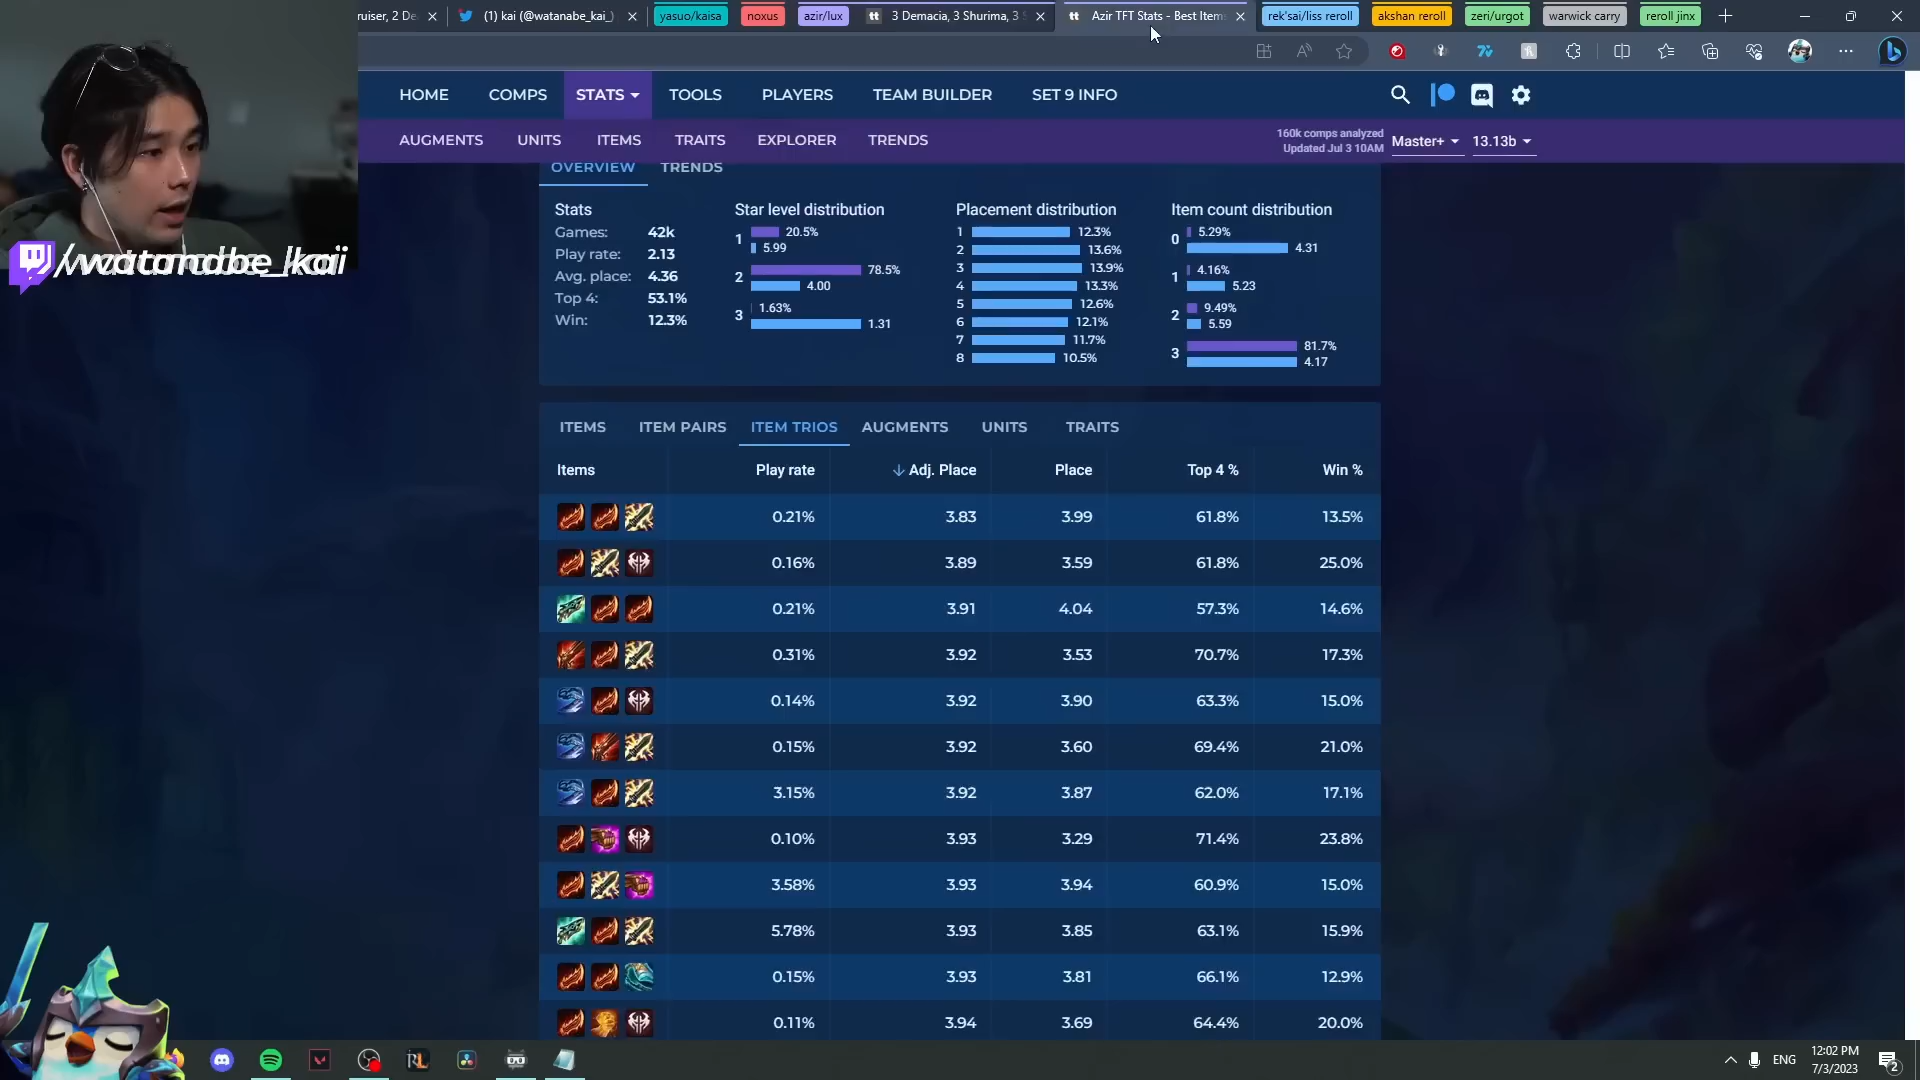 ruiser, 2 De
(1) kai (@watanabe_kai_)
yasuo/kaisa
noxus
azir/lux
3 Demacia, 3 Shurima, 3
Azir TFT Stats - Best Item
rek'sai/liss reroll
akshan reroll
zeri/urgot
warwick carry
reroll jinx
HOME COMPS STATS TOOLS PLAYERS TEAM BUILDER SET 9 INFO
AUGMENTS UNITS ITEMS TRAITS EXPLORER TRENDS
160k comps analyzed
Updated Jul 3 10AM
Master+ 13.13b
OVERVIEW TRENDS
/watanabe_kai
Stats
Games: 42k
Play rate: 2.13
Avg. place: 4.36
Top 4: 53.1%
Win: 12.3%
Star level distribution
1 20.5%
5.99
2 78.5%
4.00
3 1.63%
1.31
Placement distribution
1 12.3%
2 13.6%
3 13.9%
4 13.3%
5 12.6%
6 12.1%
7 11.7%
8 10.5%
Item count distribution
0 5.29%
4.31
1 4.16%
5.23
2 9.49%
5.59
3 81.7%
4.17
ITEMS ITEM PAIRS ITEM TRIOS AUGMENTS UNITS TRAITS
Items Play rate Adj. Place Place Top 4 % Win %
0.21% 3.83 3.99 61.8% 13.5%
0.16% 3.89 3.59 61.8% 25.0%
0.21% 3.91 4.04 57.3% 14.6%
0.31% 3.92 3.53 70.7% 17.3%
0.14% 3.92 3.90 63.3% 15.0%
0.15% 3.92 3.60 69.4% 21.0%
3.15% 3.92 3.87 62.0% 17.1%
0.10% 3.93 3.29 71.4% 23.8%
3.58% 3.93 3.94 60.9% 15.0%
5.78% 3.93 3.85 63.1% 15.9%
0.15% 3.93 3.81 66.1% 12.9%
0.11% 3.94 3.69 64.4% 20.0%
ENG
12:02 PM
7/3/2023
2